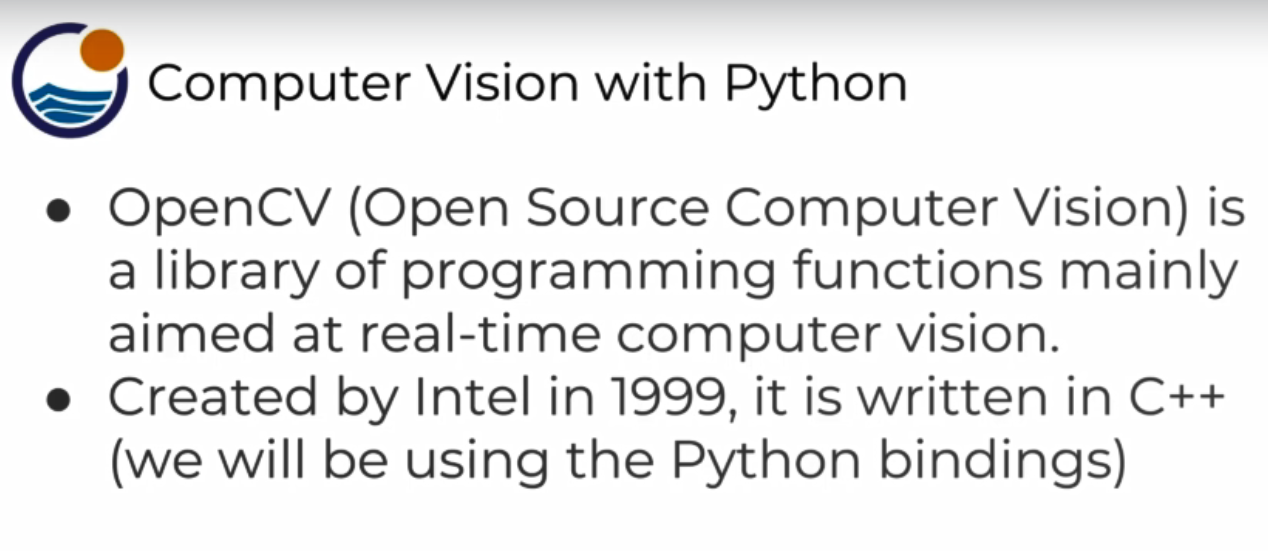 Computer Vision with Python
● OpenCV (Open Source Computer Vision) is
a library of programming functions mainly
aimed at real-time computer vision.
● Created by Intel in 1999, it is written in C++
(we will be using the Python bindings)